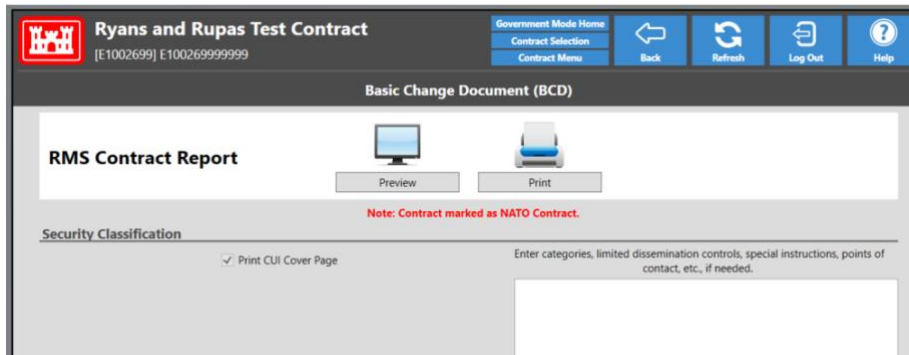 Ryans and Rupas Test Contract
[E1002699] E100269999999
Government Mode Home
Contract Selection
Contract Menu
Back
Refresh
Log Out
Help
Basic Change Document (BCD)
RMS Contract Report
Preview
Print
Note: Contract marked as NATO Contract.
Security Classification
Print CUI Cover Page
Enter categories, limited dissemination controls, special instructions, points of
contact, etc., if needed.